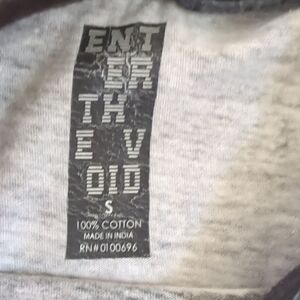 ENT
ER
TH
E V
OID
S
100% COTTON
MADE IN INDIA
RN#0100696